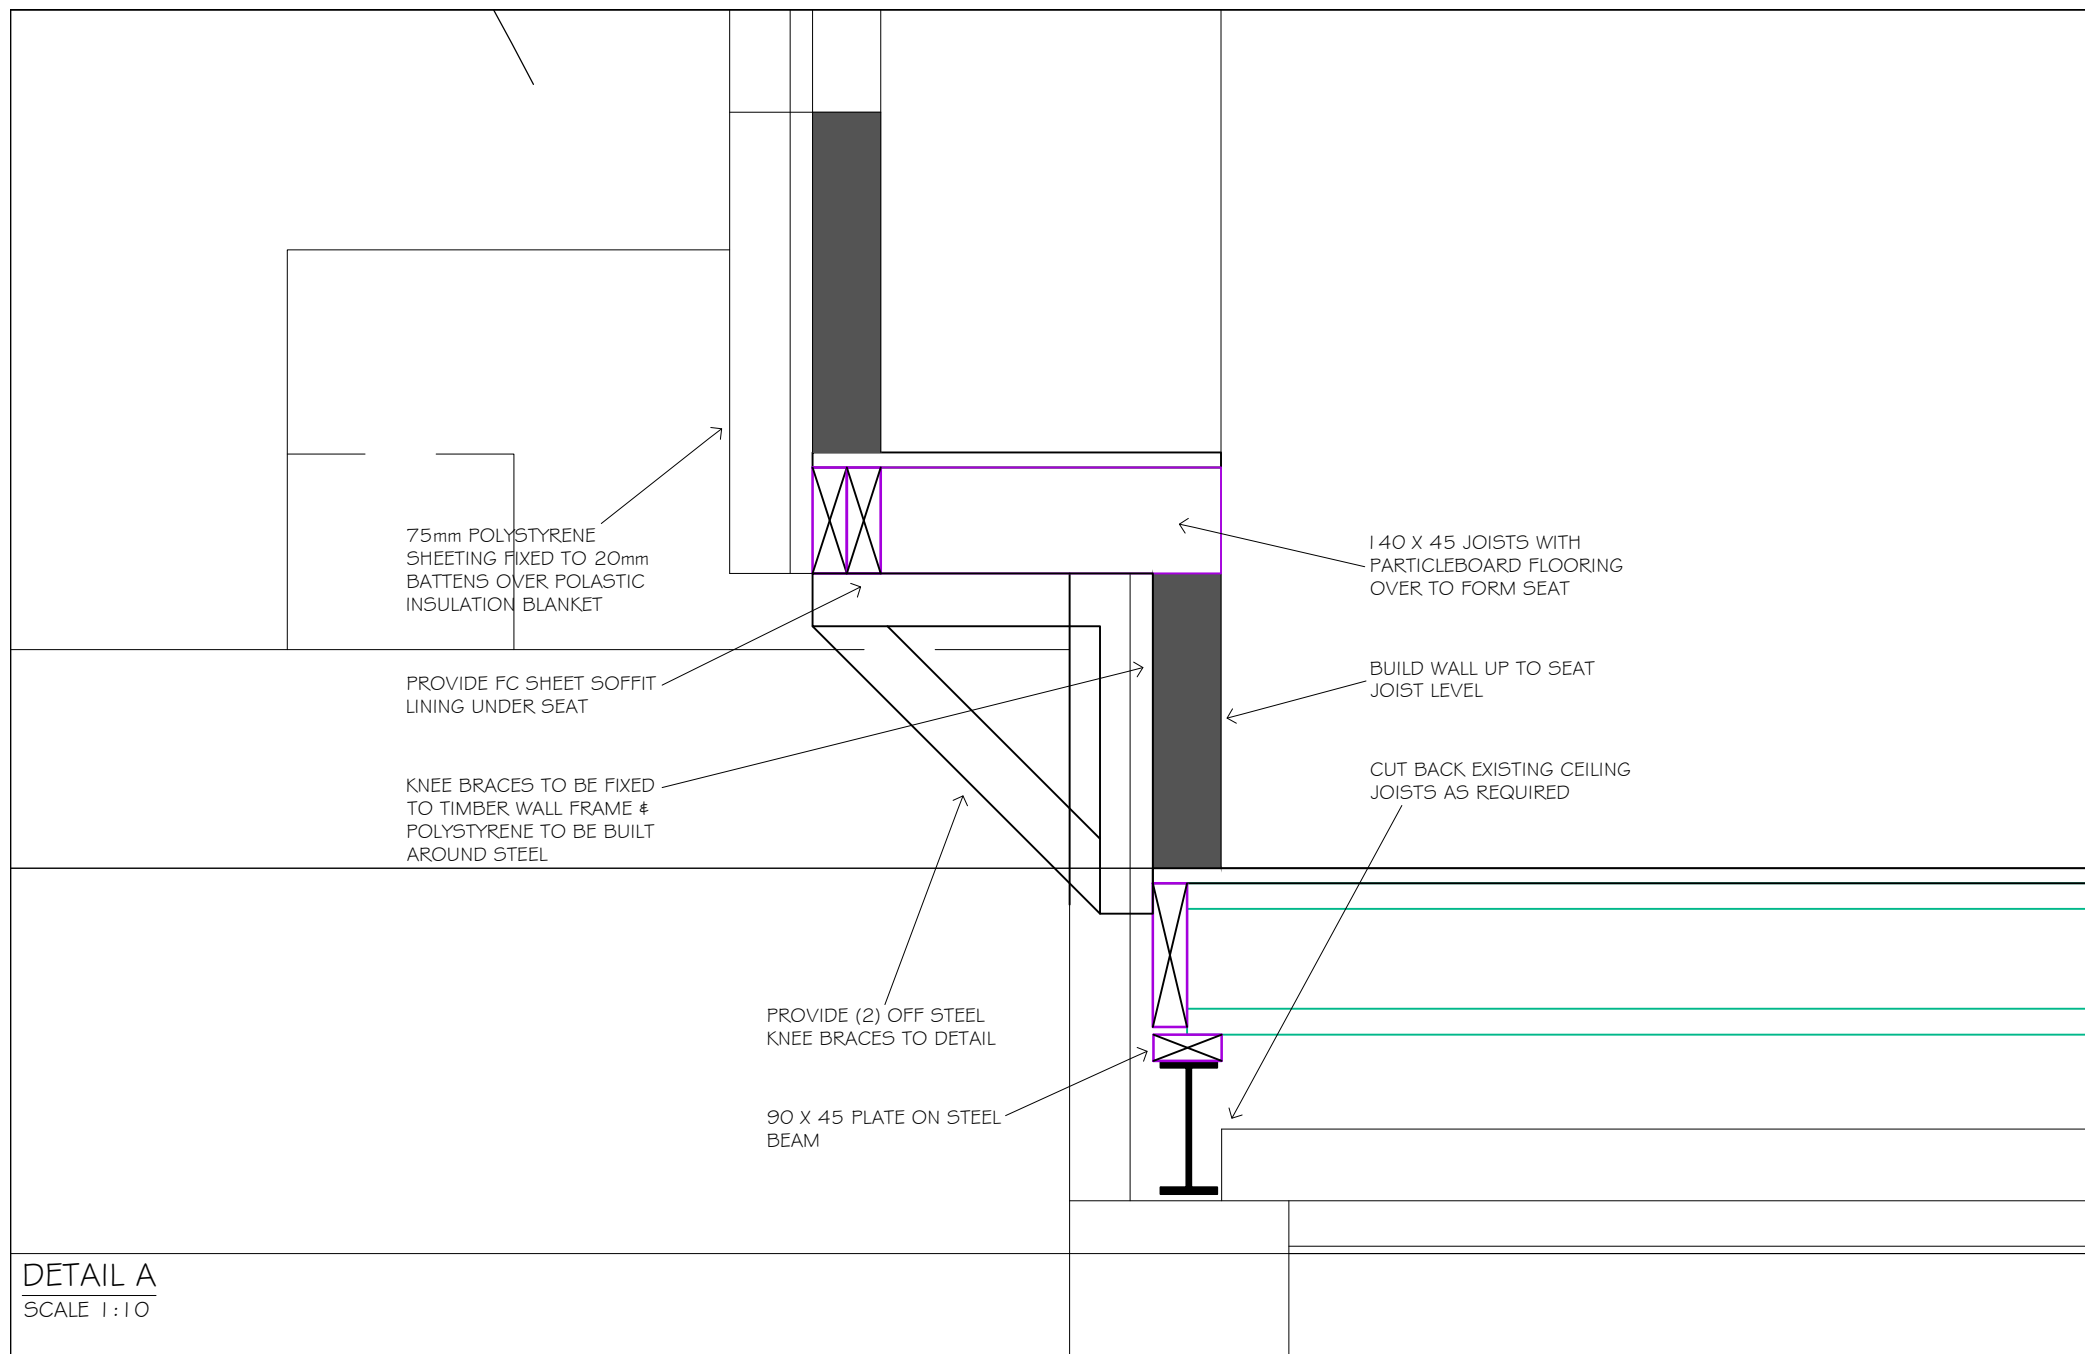 75mm POLYSTYRENE
SHEETING FIXED TO 20mm
BATTENS OVER POLASTIC
INSULATION BLANKET
PROVIDE FC SHEET SOFFIT
LINING UNDER SEAT
KNEE BRACES TO BE FIXED
TO TIMBER WALL FRAME &
POLYSTYRENE TO BE BUILT
AROUND STEEL
PROVIDE (2) OFF STEEL
KNEE BRACES TO DETAIL
90 X 45 PLATE ON STEEL
BEAM
140 X 45 JOISTS WITH
PARTICLEBOARD FLOORING
OVER TO FORM SEAT
BUILD WALL UP TO SEAT
JOIST LEVEL
CUT BACK EXISTING CEILING
JOISTS AS REQUIRED
DETAIL A
SCALE 1:10